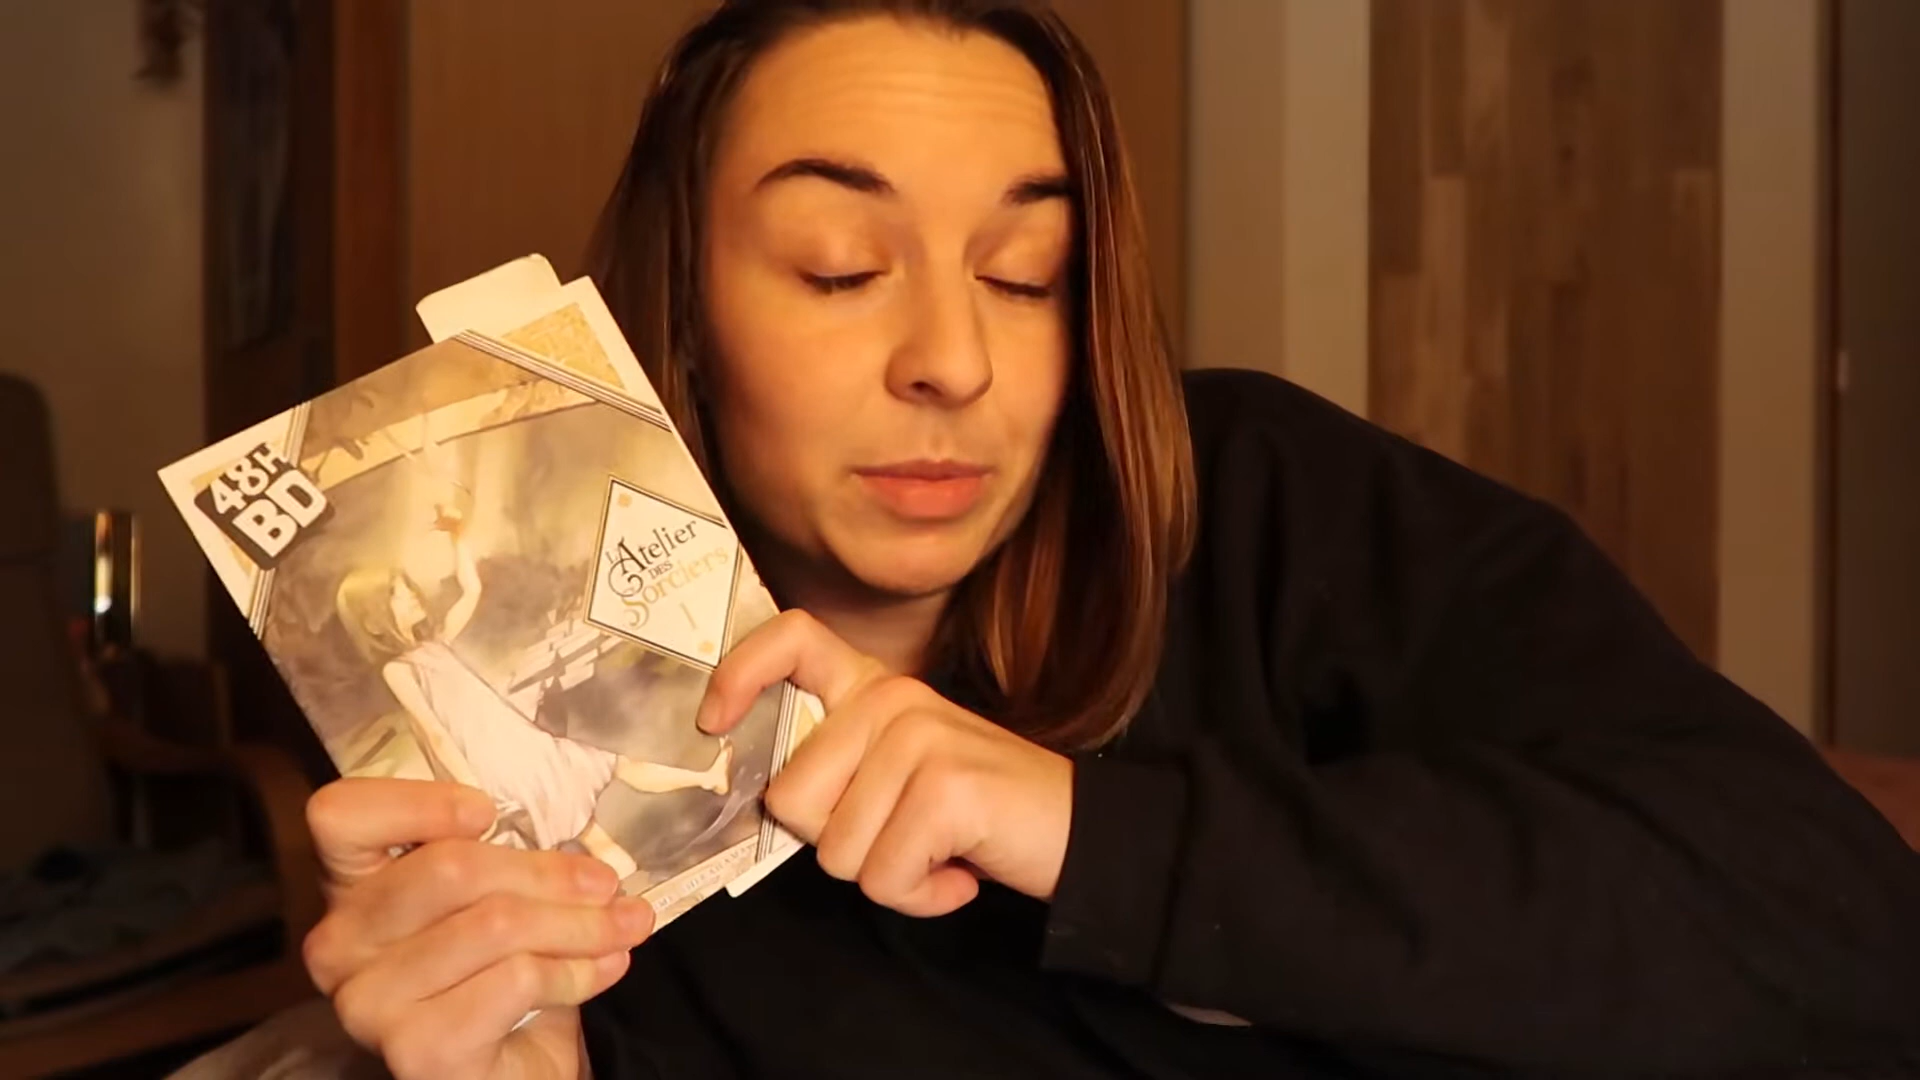 48H
BD
L'Atelier
DES
Sorciers
1